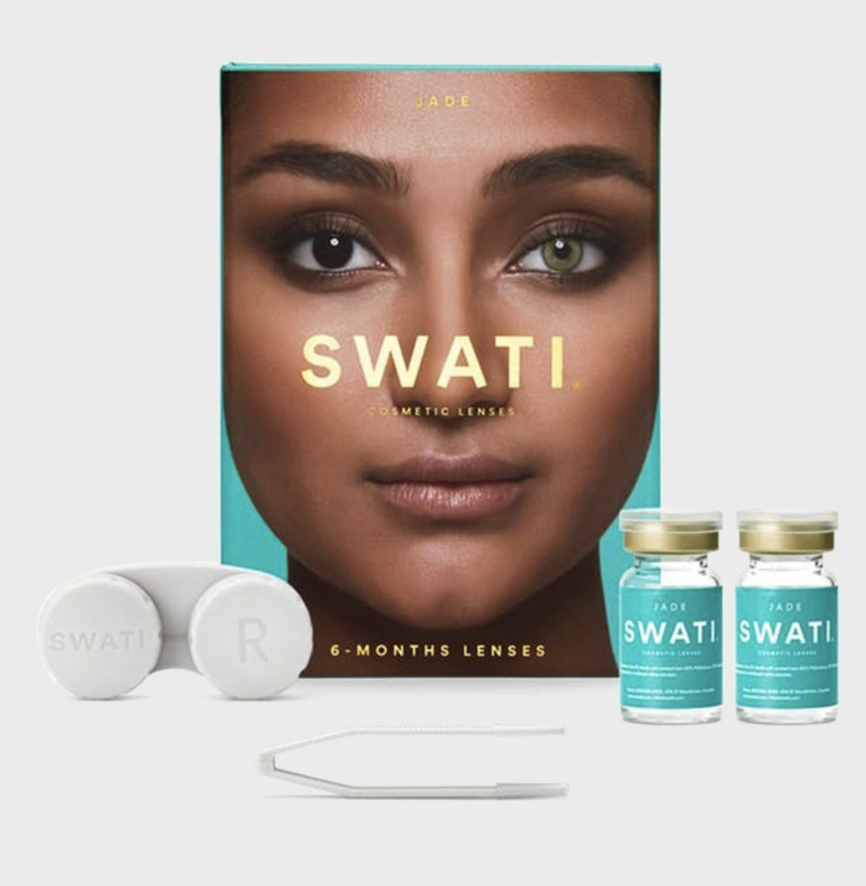 JADE
SWATI
COSMETIC LENSES
6-MONTHS LENSES
SWATI
R
JADE
SWATI.
COSMETIC LENSES
JADE
SWATI.
COSMETIC LENSES